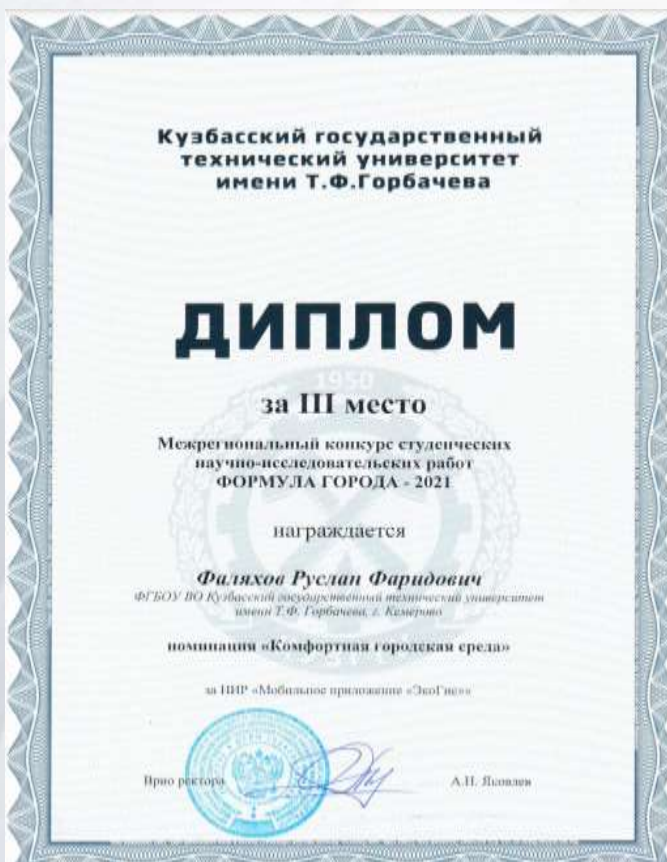 Кузбасский государственный
технический университет
имени Т.Ф.Горбачева
ДИПЛОМ
1950
за III место
Межрегиональный конкурс студенческих
научно-исследовательских работ
ФОРМУЛА ГОРОДА - 2021
награждается
Фаляхов Руслан Фаридович
ФГБОУ ВО Кузбасский государственный технический университет
имени Т.Ф. Горбачева, г. Кемерово
номинация «Комфортная городская среда»
за НИР «Мобильное приложение «ЭкоГис»»
Врио ректора
А.Н. Яковлев